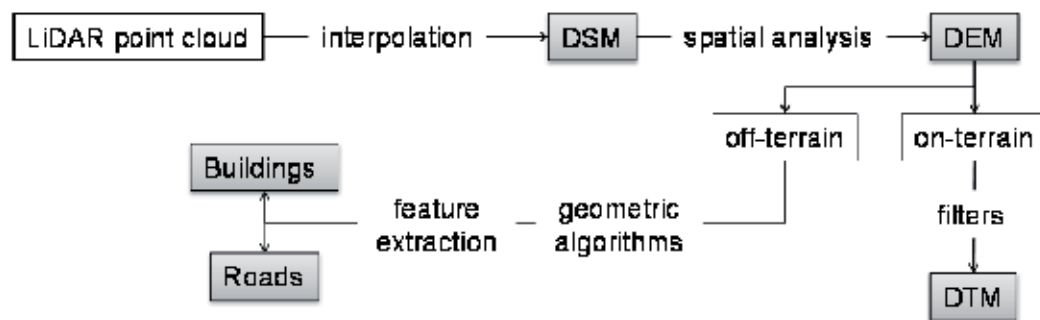 LiDAR point cloud
interpolation
DSM
spatial analysis
DEM
off-terrain
on-terrain
Buildings
feature
extraction
geometric
algorithms
filters
Roads
DTM